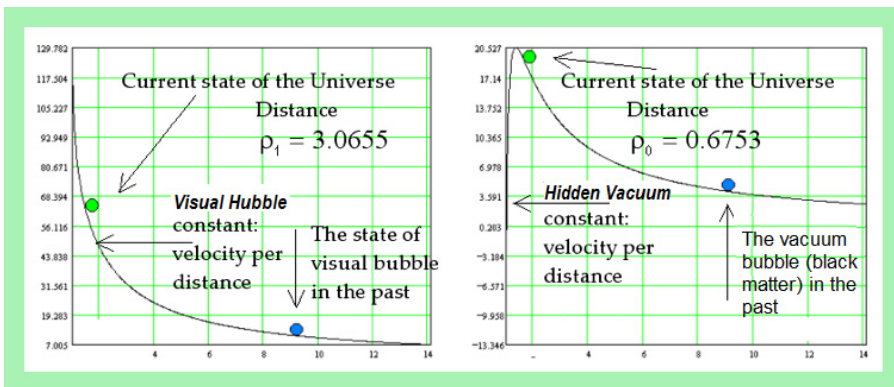 129.782
117.504
105.227
92.949
80.671
68.394
56.116
43.838
31.561
19.283
7.005
Current state of the Universe
Distance
ρ₁ = 3.0655
Visual Hubble
constant:
velocity per
distance
The state of
visual bubble
in the past
4 6 8 10 12 14
20.527
17.14
13.752
10.365
6.978
3.591
0.203
-3.184
-6.571
-9.958
-13.346
Current state of the Universe
Distance
ρ₀ = 0.6753
Hidden Vacuum
constant:
velocity per
distance
The vacuum
bubble (black
matter) in the
past
4 6 8 10 12 14